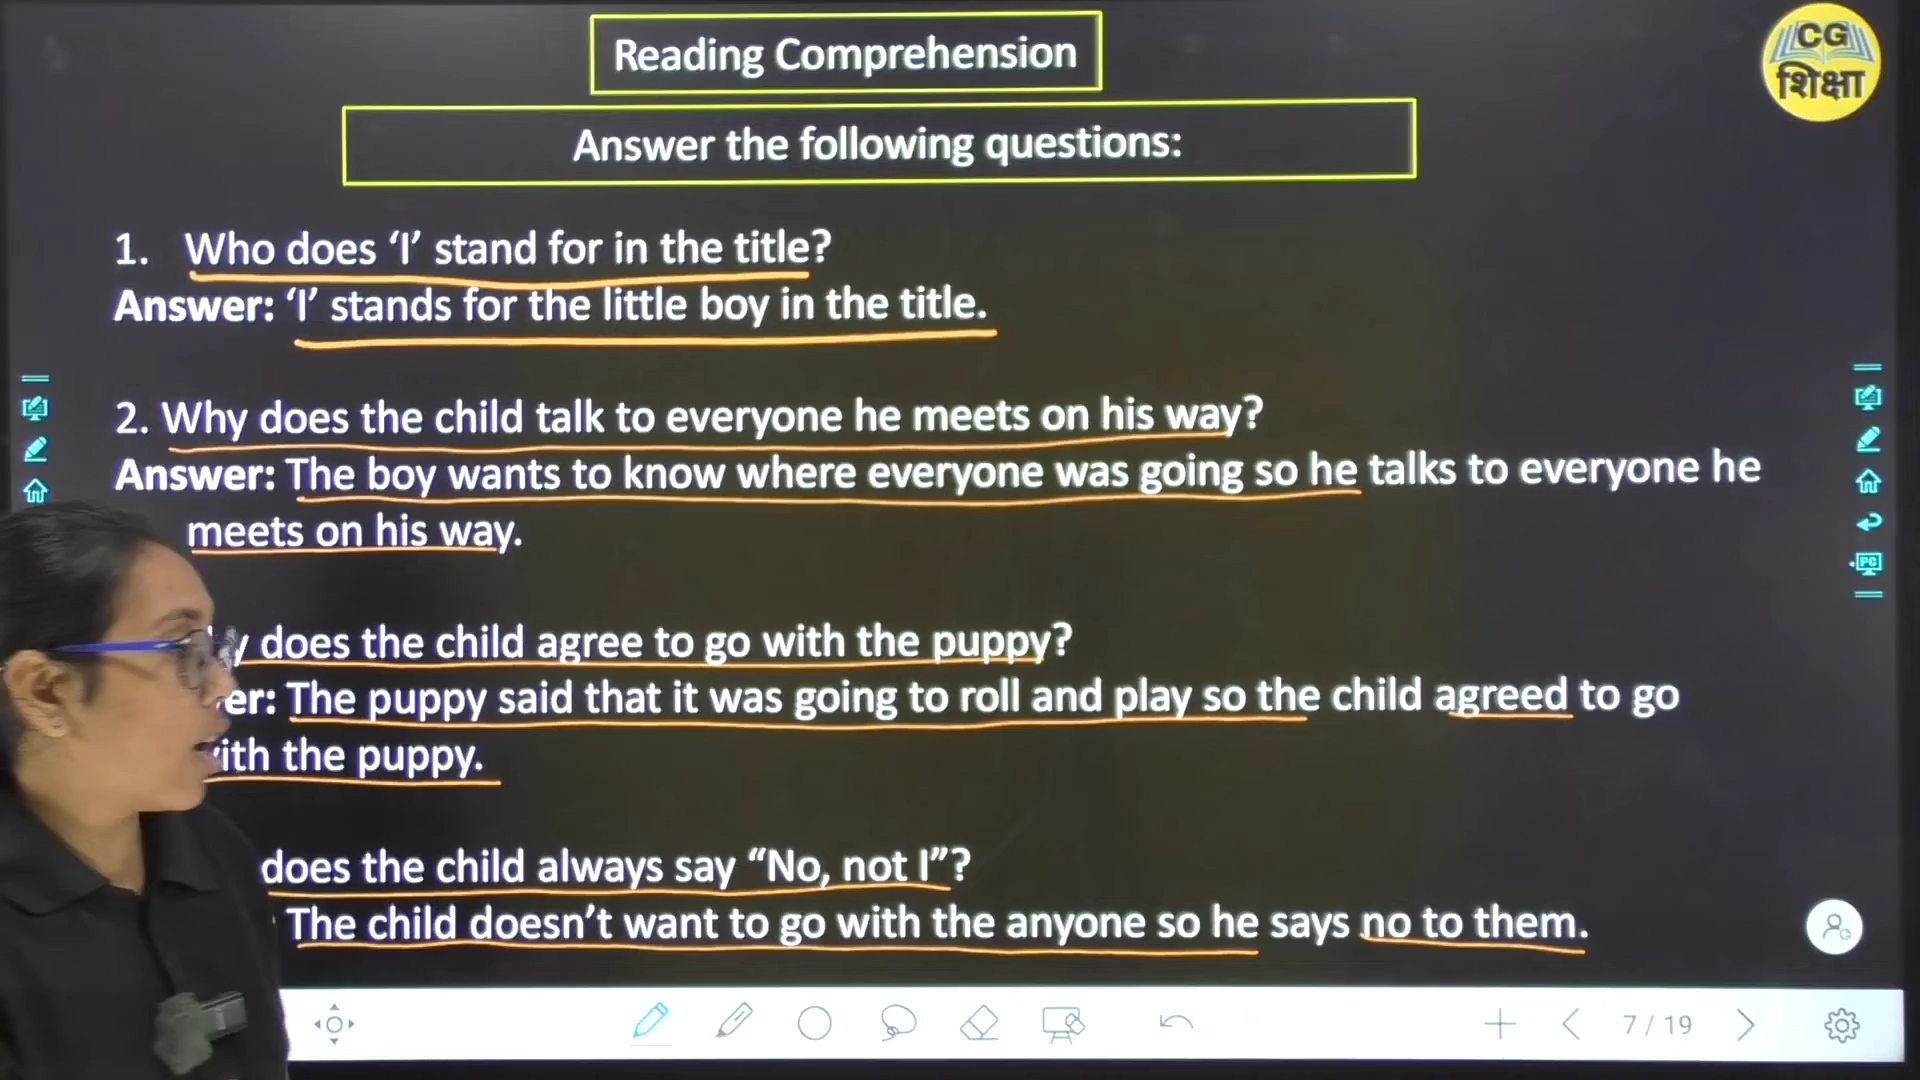 Reading Comprehension
CG
शिक्षा
Answer the following questions:
1. Who does ‘I’ stand for in the title?
Answer: ‘I’ stands for the little boy in the title.
2. Why does the child talk to everyone he meets on his way?
Answer: The boy wants to know where everyone was going so he talks to everyone he
meets on his way.
does the child agree to go with the puppy?
The puppy said that it was going to roll and play so the child agreed to go
the puppy.
does the child always say “No, not I”?
The child doesn’t want to go with the anyone so he says no to them.
PC
7 / 19